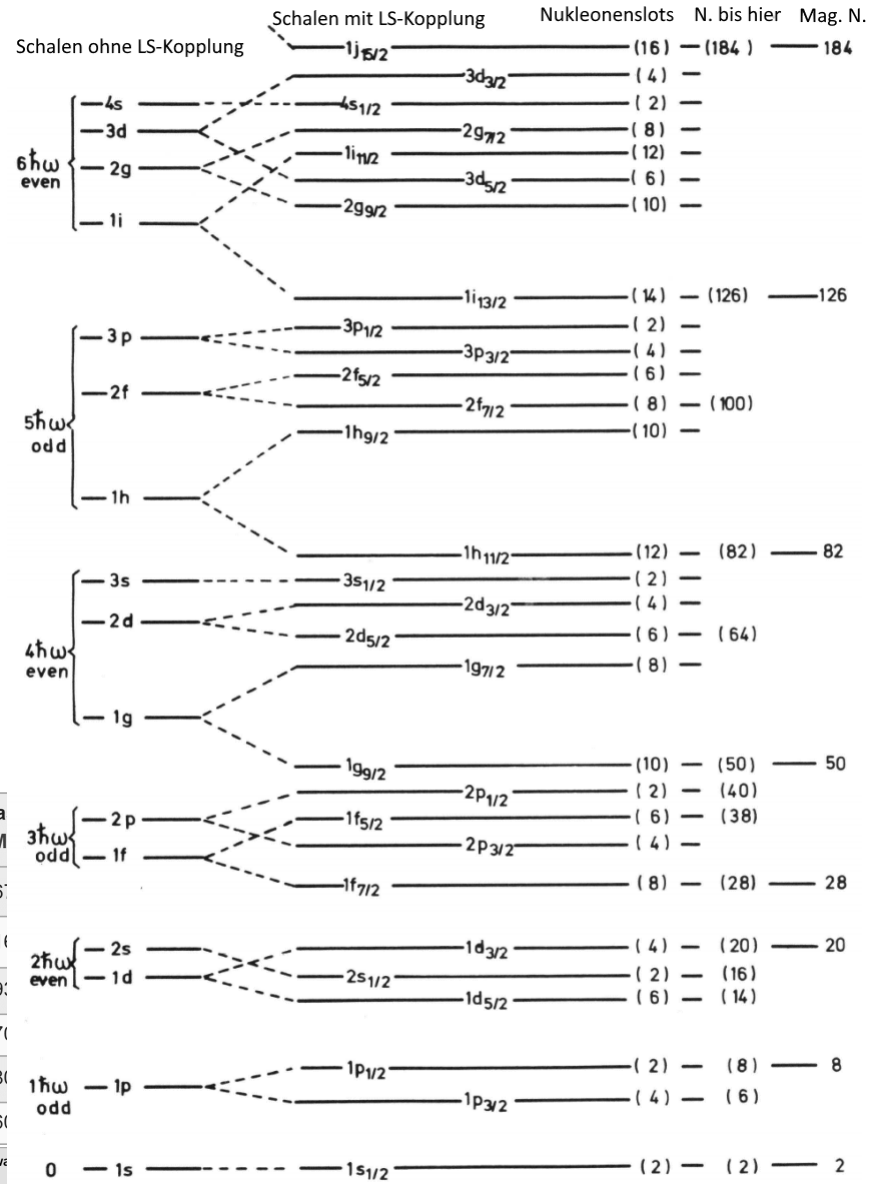 Schalen ohne LS-Kopplung Schalen mit LS-Kopplung Nukleonenslots N. bis hier Mag. N.
1j15/2 (16) (184) 184
3d3/2 (4)
4s 4s1/2 (2)
3d 2g7/2 (8)
6ħω even 2g 1i11/2 (12)
3d5/2 (6)
2g9/2 (10)
1i
1i13/2 (14) (126) 126
3p 3p1/2 (2)
3p3/2 (4)
2f 2f5/2 (6)
2f7/2 (8) (100)
5ħω odd 1h9/2 (10)
1h
1h11/2 (12) (82) 82
3s 3s1/2 (2)
2d 2d3/2 (4)
2d5/2 (6) (64)
4ħω even 1g7/2 (8)
1g
1g9/2 (10) (50) 50
2p1/2 (2) (40)
2p 1f5/2 (6) (38)
3ħω odd 1f 2p3/2 (4)
1f7/2 (8) (28) 28
2s 1d3/2 (4) (20) 20
2ħω even 1d 2s1/2 (2) (16)
1d5/2 (6) (14)
1p1/2 (2) (8) 8
1ħω odd 1p 1p3/2 (4) (6)
0 1s 1s1/2 (2) (2) 2